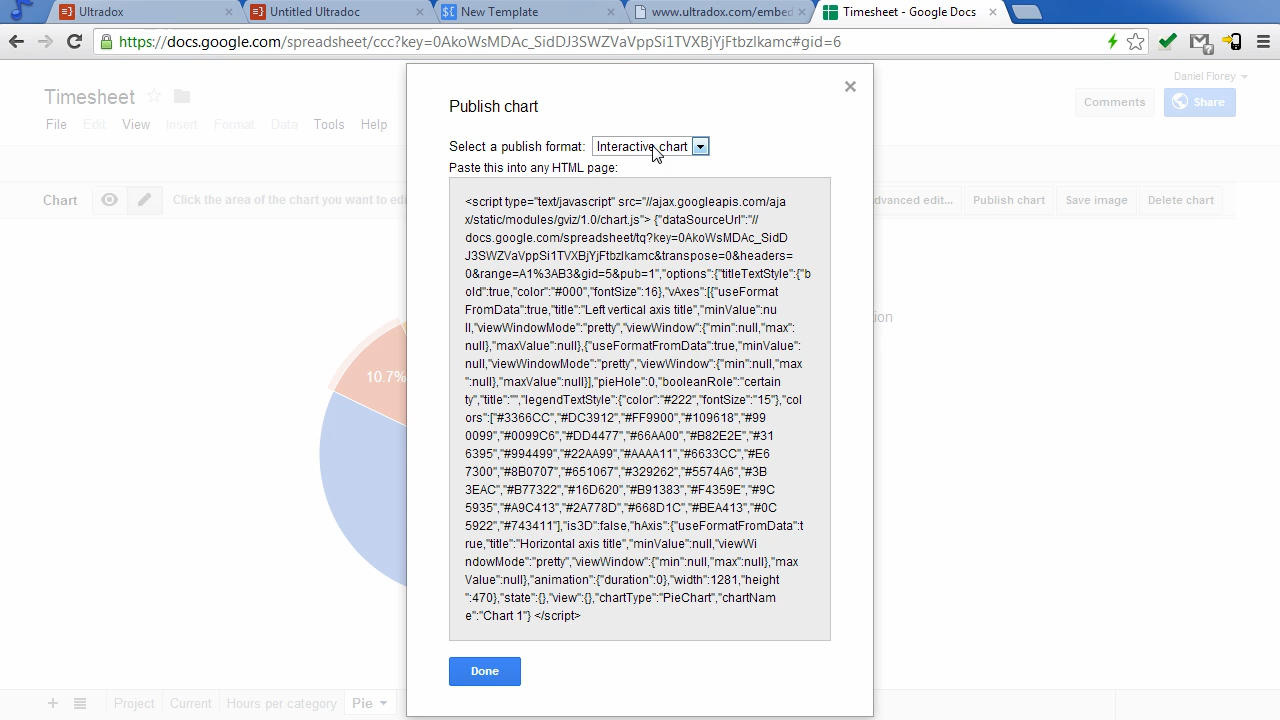 Ultradox
Untitled Ultradoc
New Template
www.ultradox.com/embed
Timesheet - Google Docs
https://docs.google.com/spreadsheet/ccc?key=0AkoWsMDAc_SidDJ3SWZVaVppSi1TVXBjYjFtbzlkamc#gid=6
Daniel Florey
Timesheet
Comments
Share
File Edit View Insert Format Data Tools Help
Chart
Click the area of the chart you want to edi
dvanced edit...
Publish chart
Save image
Delete chart
10.7%
ion
Publish chart
Select a publish format: Interactive chart
Paste this into any HTML page:
<script type="text/javascript" src="//ajax.googleapis.com/aja
x/static/modules/gviz/1.0/chart.js"> {"dataSourceUrl":"//
docs.google.com/spreadsheet/tq?key=0AkoWsMDAc_SidD
J3SWZVaVppSi1TVXBjYjFtbzlkamc&transpose=0&headers=
0&range=A1%3AB3&gid=5&pub=1","options":{"titleTextStyle":{"b
old":true,"color":"#000","fontSize":16},"vAxes":[{"useFormat
FromData":true,"title":"Left vertical axis title","minValue":nu
ll,"viewWindowMode":"pretty","viewWindow":{"min":null,"max":
null},"maxValue":null},{"useFormatFromData":true,"minValue":
null,"viewWindowMode":"pretty","viewWindow":{"min":null,"max
":null},"maxValue":null}],"pieHole":0,"booleanRole":"certain
ty","title":"","legendTextStyle":{"color":"#222","fontSize":"15"},"col
ors":["#3366CC","#DC3912","#FF9900","#109618","#99
0099","#0099C6","#DD4477","#66AA00","#B82E2E","#31
6395","#994499","#22AA99","#AAAA11","#6633CC","#E6
7300","#8B0707","#651067","#329262","#5574A6","#3B
3EAC","#B77322","#16D620","#B91383","#F4359E","#9C
5935","#A9C413","#2A778D","#668D1C","#BEA413","#0C
5922","#743411"],"is3D":false,"hAxis":{"useFormatFromData":t
rue,"title":"Horizontal axis title","minValue":null,"viewWi
ndowMode":"pretty","viewWindow":{"min":null,"max":null},"max
Value":null},"animation":{"duration":0},"width":1281,"height
":470},"state":{},"view":{},"chartType":"PieChart","chartNam
e":"Chart 1"} </script>
Done
Project
Current
Hours per category
Pie